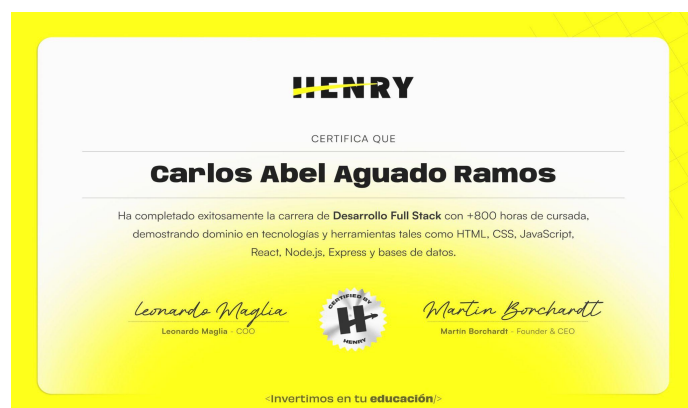 HENRY
CERTIFICA QUE
Carlos Abel Aguado Ramos
Ha completado exitosamente la carrera de Desarrollo Full Stack con +800 horas de cursada,
demostrando dominio en tecnologías y herramientas tales como HTML, CSS, JavaScript,
React, Node.js, Express y bases de datos.
Leonardo Maglia
Leonardo Maglia - COO
CERTIFIED BY
H
HENRY
Martin Borchardt
Martín Borchardt - Founder & CEO
<Invertimos en tu educación/>